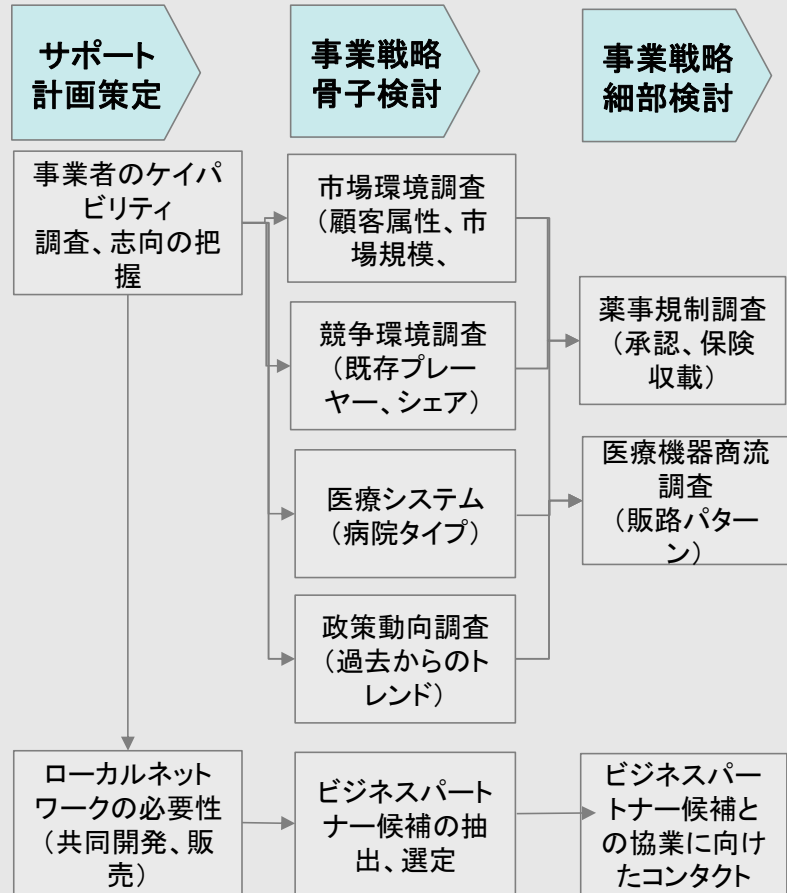 サポート
計画策定
事業戦略
骨子検討
事業戦略
細部検討
事業者のケイパ
ビリティ
調査、志向の把
握
市場環境調査
（顧客属性、市
場規模、
競争環境調査
（既存プレー
ヤー、シェア）
医療システム
（病院タイプ）
政策動向調査
（過去からのト
レンド）
薬事規制調査
（承認、保険
収載）
医療機器商流
調査
（販路パター
ン）
ローカルネット
ワークの必要性
（共同開発、販
売）
ビジネスパート
ナー候補の抽
出、選定
ビジネスパー
トナー候補と
の協業に向け
たコンタクト